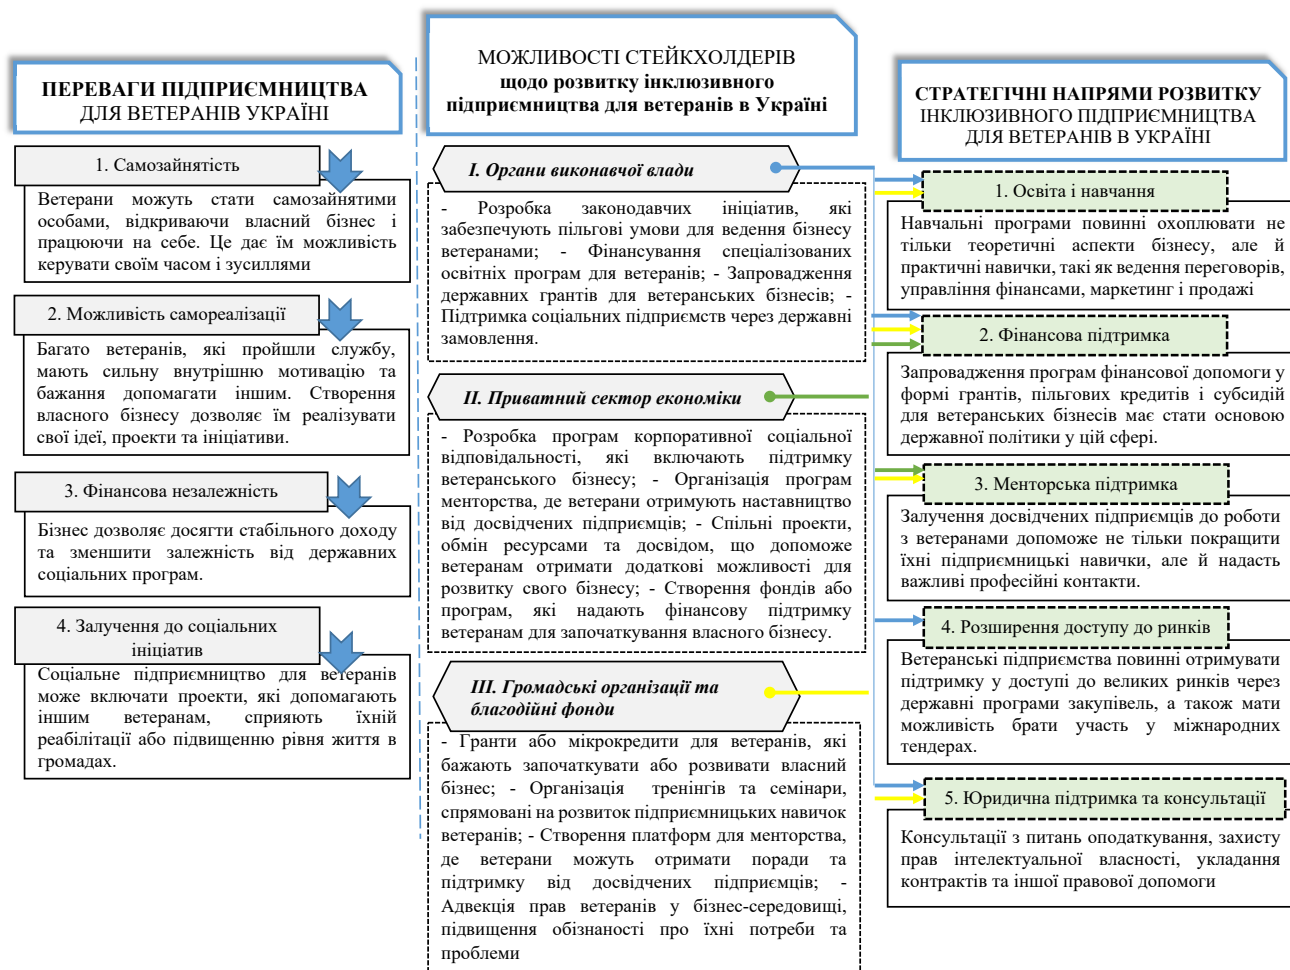 ПЕРЕВАГИ ПІДПРИЄМНИЦТВА
ДЛЯ ВЕТЕРАНІВ УКРАЇНІ
1. Самозайнятість
Ветерани можуть стати самозайнятими
особами, відкриваючи власний бізнес і
працюючи на себе. Це дає їм можливість
керувати своїм часом і зусиллями
2. Можливість самореалізації
Багато ветеранів, які пройшли службу,
мають сильну внутрішню мотивацію та
бажання допомагати іншим. Створення
власного бізнесу дозволяє їм реалізувати
свої ідеї, проекти та ініціативи.
3. Фінансова незалежність
Бізнес дозволяє досягти стабільного доходу
та зменшити залежність від державних
соціальних програм.
4. Залучення до соціальних
ініціатив
Соціальне підприємництво для ветеранів
може включати проекти, які допомагають
іншим ветеранам, сприяють їхній
реабілітації або підвищенню рівня життя в
громадах.
МОЖЛИВОСТІ СТЕЙКХОЛДЕРІВ
щодо розвитку інклюзивного
підприємництва для ветеранів в Україні
I. Органи виконавчої влади
- Розробка законодавчих ініціатив, які
забезпечують пільгові умови для ведення бізнесу
ветеранами; - Фінансування спеціалізованих
освітніх програм для ветеранів; - Запровадження
державних грантів для ветеранських бізнесів; -
Підтримка соціальних підприємств через державні
замовлення.
II. Приватний сектор економіки
- Розробка програм корпоративної соціальної
відповідальності, які включають підтримку
ветеранського бізнесу; - Організація програм
менторства, де ветерани отримують наставництво
від досвідчених підприємців; - Спільні проекти,
обмін ресурсами та досвідом, що допоможе
ветеранам отримати додаткові можливості для
розвитку свого бізнесу; - Створення фондів або
програм, які надають фінансову підтримку
ветеранам для започаткування власного бізнесу.
III. Громадські організації та
благодійні фонди
- Гранти або мікрокредити для ветеранів, які
бажають започаткувати або розвивати власний
бізнес; - Організація тренінгів та семінари,
спрямовані на розвиток підприємницьких навичок
ветеранів; - Створення платформ для менторства,
де ветерани можуть отримати поради та
підтримку від досвідчених підприємців; -
Адвекція прав ветеранів у бізнес-середовищі,
підвищення обізнаності про їхні потреби та
проблеми
СТРАТЕГІЧНІ НАПРЯМИ РОЗВИТКУ
ІНКЛЮЗИВНОГО ПІДПРИЄМНИЦТВА
ДЛЯ ВЕТЕРАНІВ В УКРАЇНІ
1. Освіта і навчання
Навчальні програми повинні охоплювати не
тільки теоретичні аспекти бізнесу, але й
практичні навички, такі як ведення переговорів,
управління фінансами, маркетинг і продажі
2. Фінансова підтримка
Запровадження програм фінансової допомоги у
формі грантів, пільгових кредитів і субсидій
для ветеранських бізнесів має стати основою
державної політики у цій сфері.
3. Менторська підтримка
Залучення досвідчених підприємців до роботи
з ветеранами допоможе не тільки покращити
їхні підприємницькі навички, але й надасть
важливі професійні контакти.
4. Розширення доступу до ринків
Ветеранські підприємства повинні отримувати
підтримку у доступі до великих ринків через
державні програми закупівель, а також мати
можливість брати участь у міжнародних
тендерах.
5. Юридична підтримка та консультації
Консультації з питань оподаткування, захисту
прав інтелектуальної власності, укладання
контрактів та іншої правової допомоги